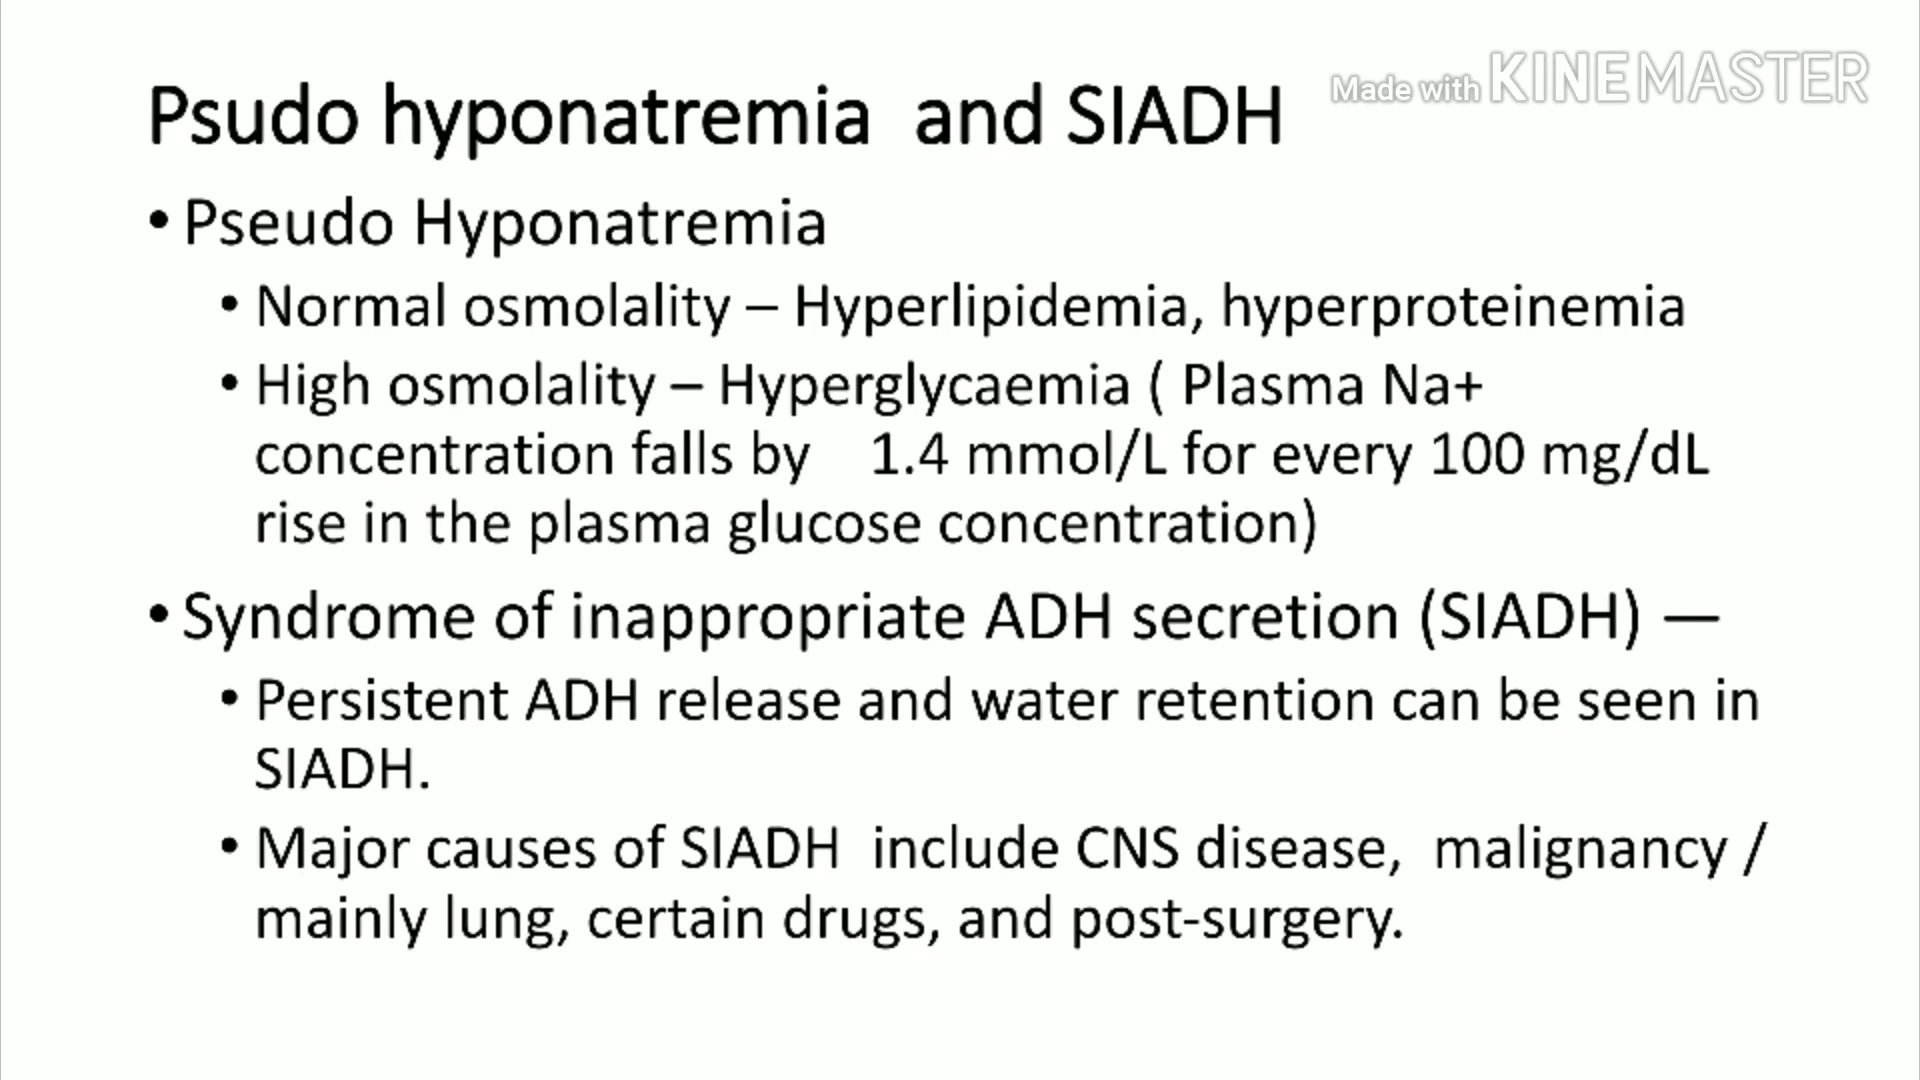 Made with KINEMASTER
Psudo hyponatremia and SIADH
• Pseudo Hyponatremia
• Normal osmolality – Hyperlipidemia, hyperproteinemia
• High osmolality – Hyperglycaemia ( Plasma Na+
concentration falls by 1.4 mmol/L for every 100 mg/dL
rise in the plasma glucose concentration)
• Syndrome of inappropriate ADH secretion (SIADH) —
• Persistent ADH release and water retention can be seen in
SIADH.
• Major causes of SIADH include CNS disease, malignancy /
mainly lung, certain drugs, and post-surgery.